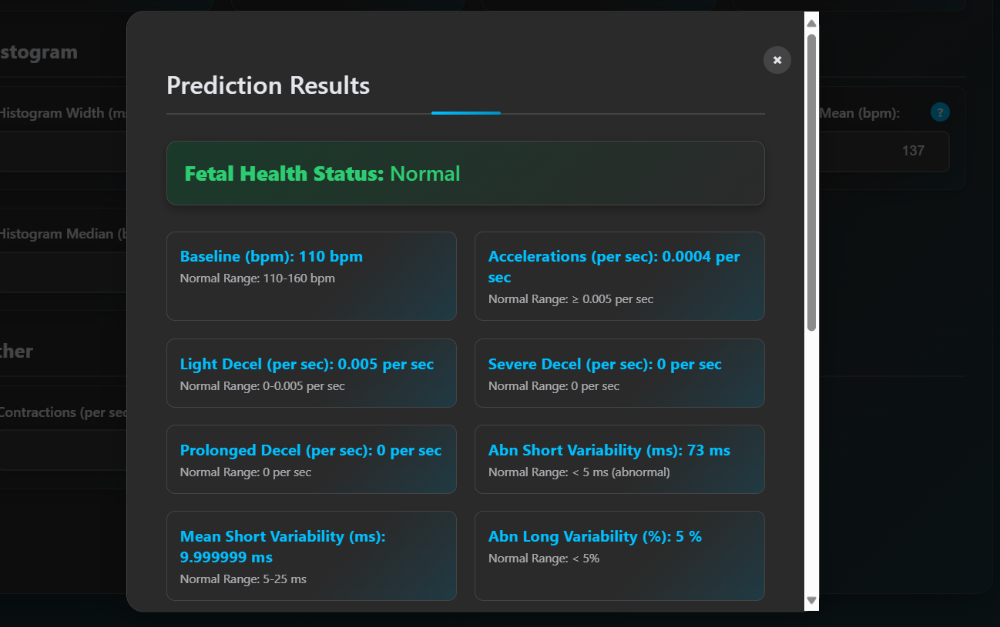 Prediction Results
Fetal Health Status: Normal
Baseline (bpm): 110 bpm
Normal Range: 110-160 bpm
Accelerations (per sec): 0.0004 per
sec
Normal Range: ≥ 0.005 per sec
Light Decel (per sec): 0.005 per sec
Normal Range: 0-0.005 per sec
Severe Decel (per sec): 0 per sec
Normal Range: 0 per sec
Prolonged Decel (per sec): 0 per sec
Normal Range: 0 per sec
Abn Short Variability (ms): 73 ms
Normal Range: < 5 ms (abnormal)
Mean Short Variability (ms):
9.999999 ms
Normal Range: 5-25 ms
Abn Long Variability (%): 5 %
Normal Range: < 5%
stogram
Histogram Width (ms
Mean (bpm):
?
137
Histogram Median (b
ther
Contractions (per sec